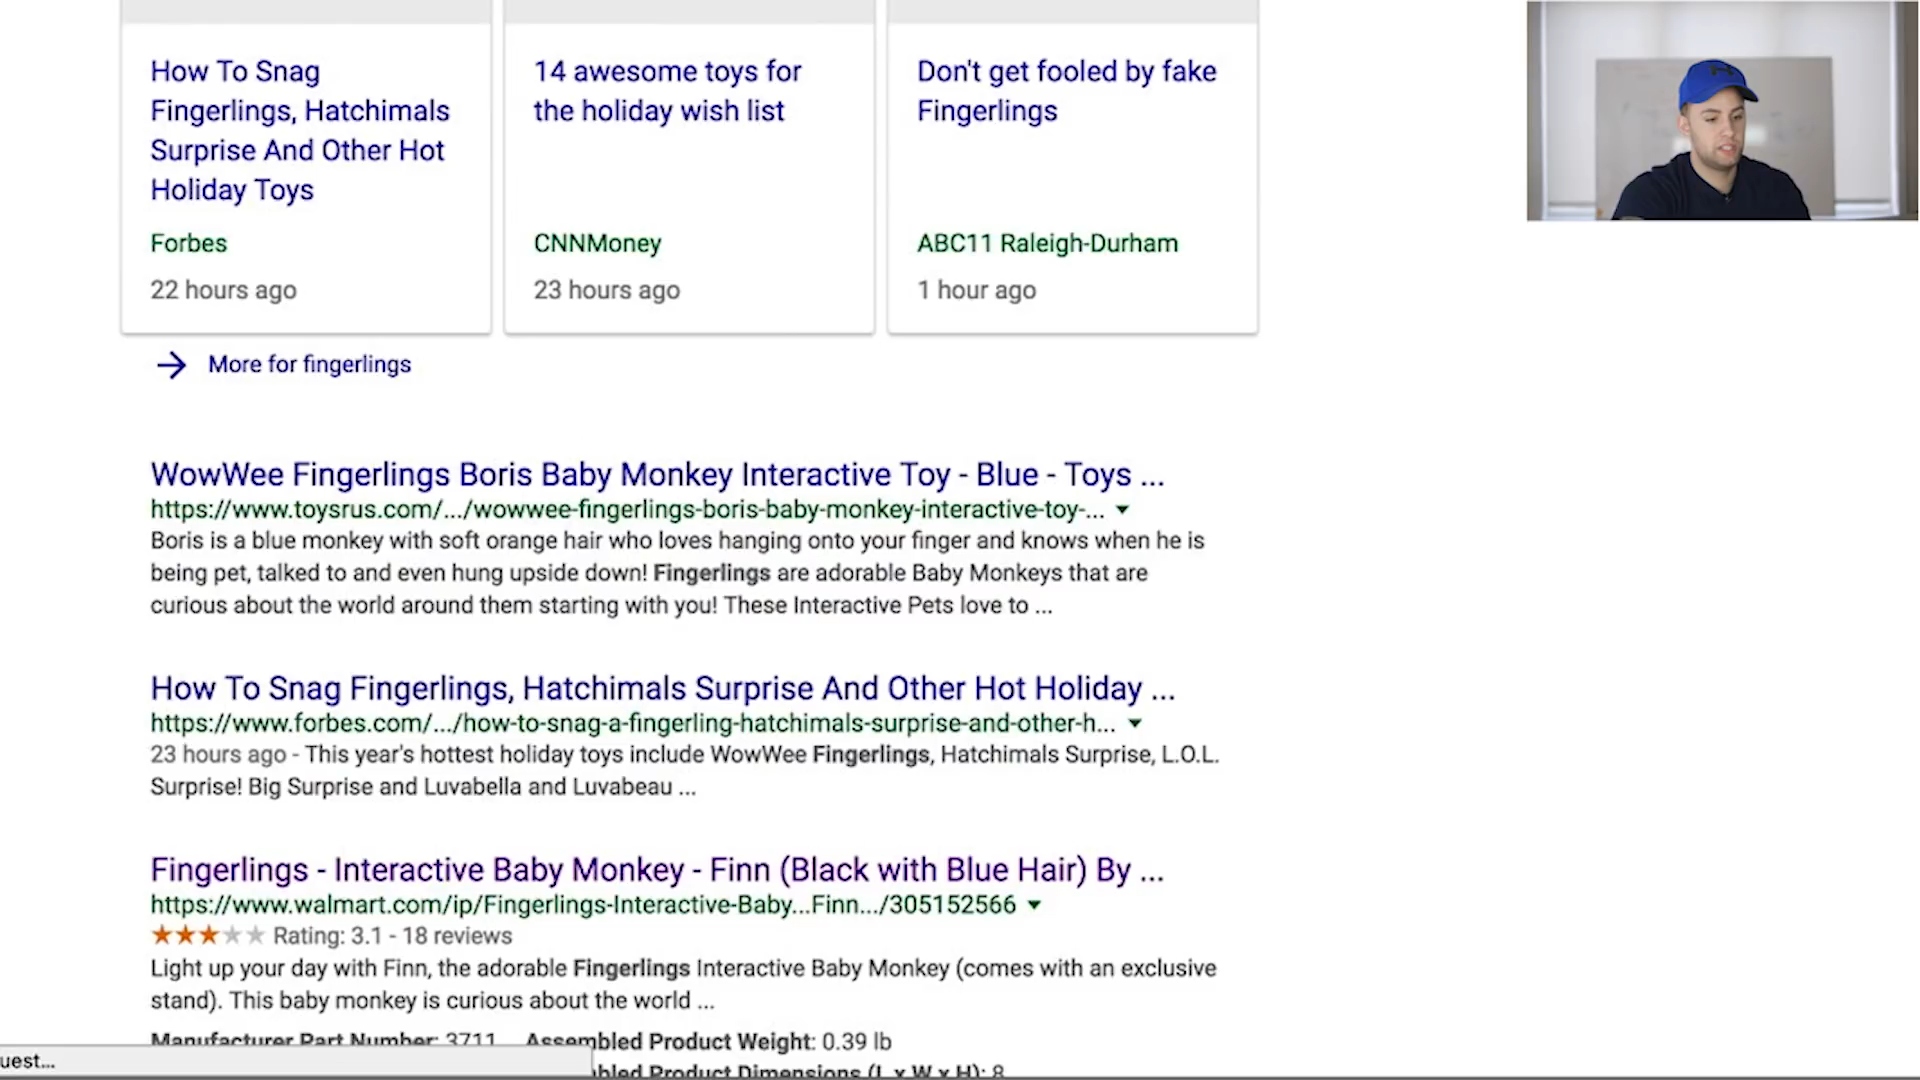 How To Snag
Fingerlings, Hatchimals
Surprise And Other Hot
Holiday Toys
Forbes
22 hours ago
14 awesome toys for
the holiday wish list
CNNMoney
23 hours ago
Don't get fooled by fake
Fingerlings
ABC11 Raleigh-Durham
1 hour ago
More for fingerlings
WowWee Fingerlings Boris Baby Monkey Interactive Toy - Blue - Toys ...
https://www.toysrus.com/.../wowwee-fingerlings-boris-baby-monkey-interactive-toy-...
Boris is a blue monkey with soft orange hair who loves hanging onto your finger and knows when he is
being pet, talked to and even hung upside down! Fingerlings are adorable Baby Monkeys that are
curious about the world around them starting with you! These Interactive Pets love to ...
How To Snag Fingerlings, Hatchimals Surprise And Other Hot Holiday ...
https://www.forbes.com/.../how-to-snag-a-fingerling-hatchimals-surprise-and-other-h...
23 hours ago - This year's hottest holiday toys include WowWee Fingerlings, Hatchimals Surprise, L.O.L.
Surprise! Big Surprise and Luvabella and Luvabeau ...
Fingerlings - Interactive Baby Monkey - Finn (Black with Blue Hair) By ...
https://www.walmart.com/ip/Fingerlings-Interactive-Baby...Finn.../305152566
Rating: 3.1 - 18 reviews
Light up your day with Finn, the adorable Fingerlings Interactive Baby Monkey (comes with an exclusive
stand). This baby monkey is curious about the world ...
Manufacturer Part Number: 3711 Assembled Product Weight: 0.39 lb
uest...
bled Product Dimensions (L x W x H): 8